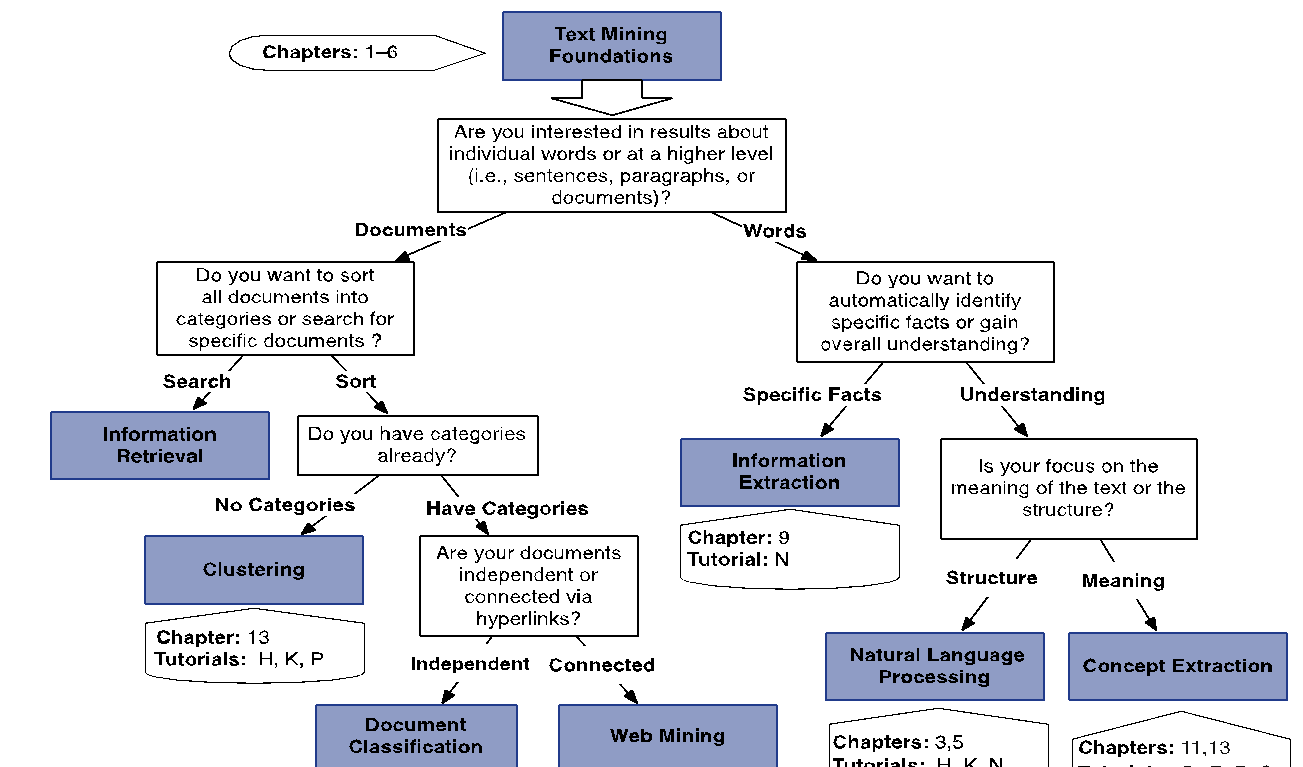 Chapters: 1–6
Text Mining
Foundations
Are you interested in results about
individual words or at a higher level
(i.e., sentences, paragraphs, or
documents)?
Documents
Words
Do you want to sort
all documents into
categories or search for
specific documents ?
Do you want to
automatically identify
specific facts or gain
overall understanding?
Search
Sort
Specific Facts
Understanding
Information
Retrieval
Do you have categories
already?
Information
Extraction
Is your focus on the
meaning of the text or the
structure?
No Categories
Have Categories
Chapter: 9
Tutorial: N
Clustering
Are your documents
independent or
connected via
hyperlinks?
Structure
Meaning
Chapter: 13
Tutorials: H, K, P
Independent
Connected
Natural Language
Processing
Concept Extraction
Document
Classification
Web Mining
Chapters: 3,5
Tutorials: H, K, N
Chapters: 11,13